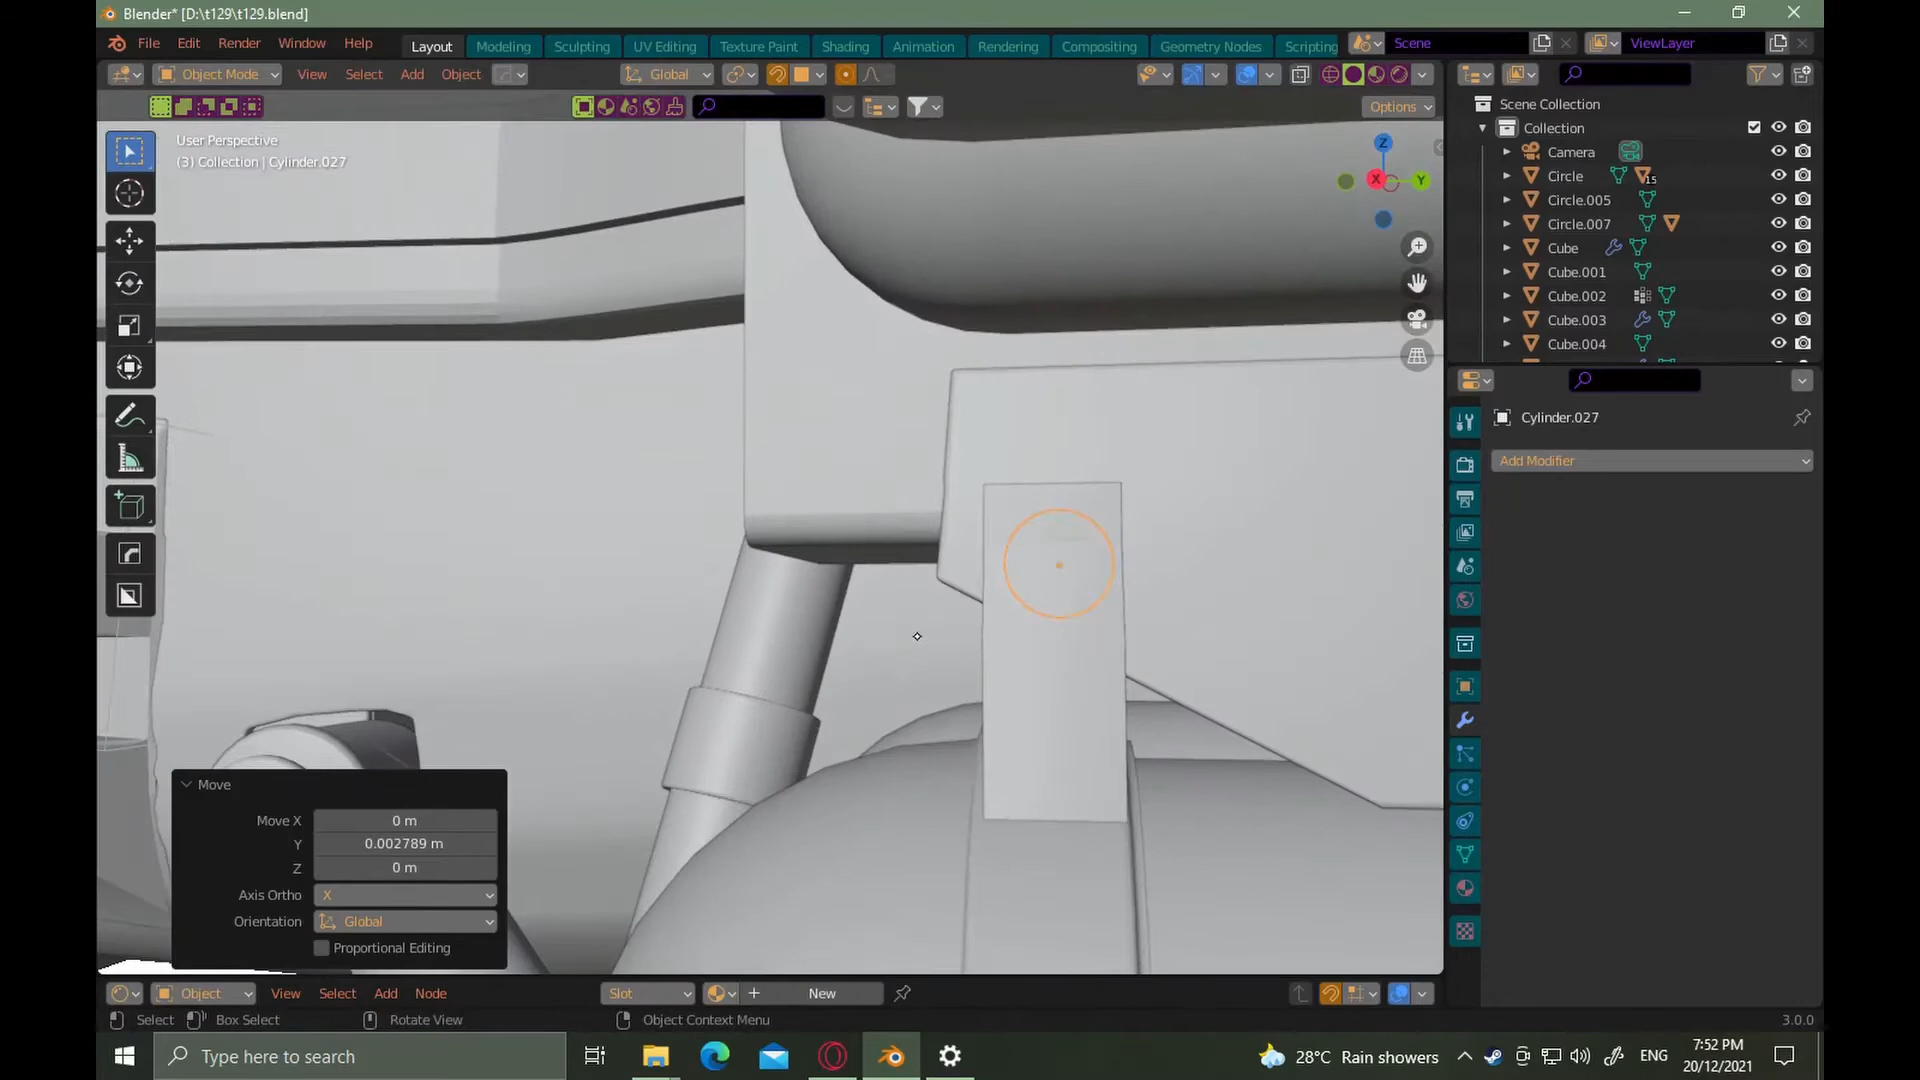 Blender* [D:\t129\t129.blend]
File Edit Render Window Help Layout Modeling Sculpting UV Editing Texture Paint Shading Animation Rendering Compositing Geometry Nodes Scripting Scene ViewLayer
Object Mode View Select Add Object Global
Options
User Perspective
(3) Collection | Cylinder.027
Z
X
Y
Scene Collection
Collection
Camera
Circle 15
Circle.005
Circle.007
Cube
Cube.001
Cube.002
Cube.003
Cube.004
Cylinder.027
Add Modifier
Move
Move X 0 m
Y 0.002789 m
Z 0 m
Axis Ortho X
Orientation Global
Proportional Editing
Object View Select Add Node Slot New
Select Box Select Rotate View Object Context Menu 3.0.0
Type here to search
28°C Rain showers
ENG
7:52 PM
20/12/2021